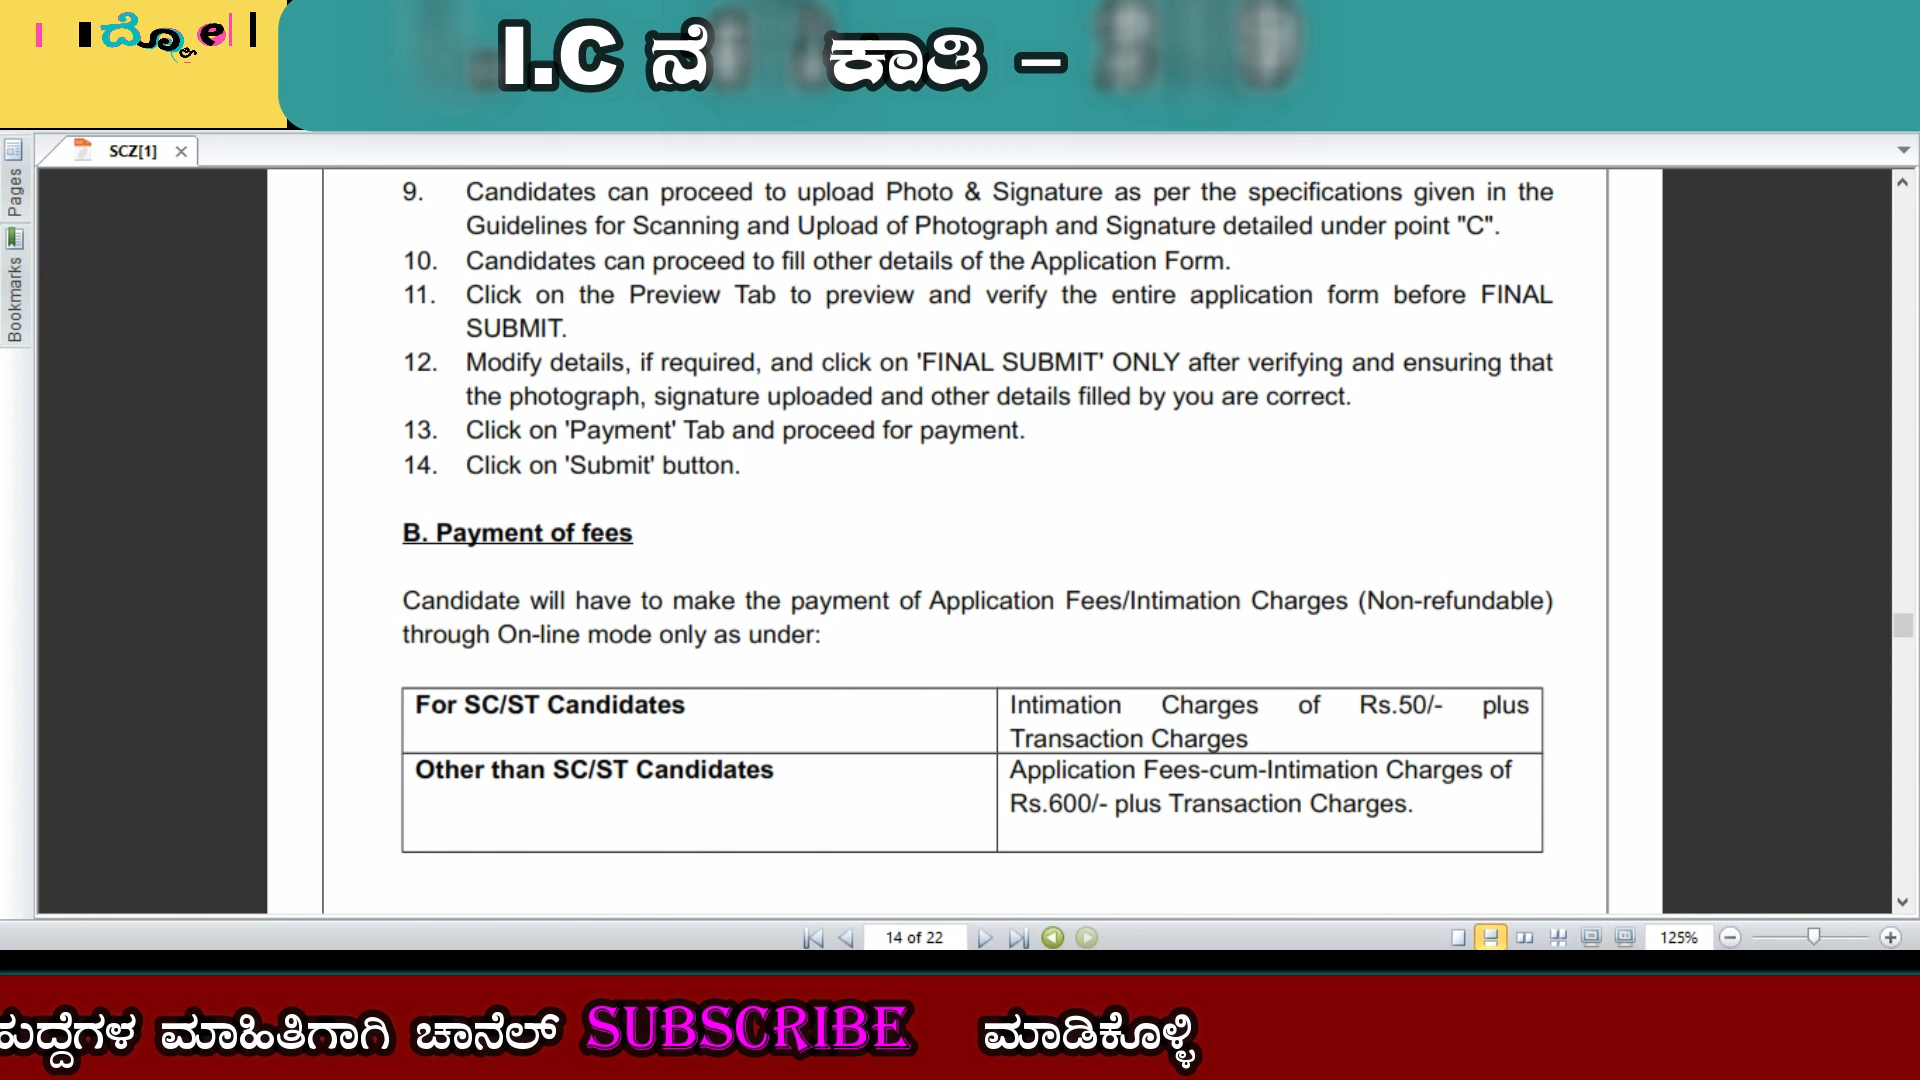 I.C ನೆ ಕಾತಿ –
SCZ[1]
Pages
Bookmarks
9. Candidates can proceed to upload Photo & Signature as per the specifications given in the
Guidelines for Scanning and Upload of Photograph and Signature detailed under point "C".
10. Candidates can proceed to fill other details of the Application Form.
11. Click on the Preview Tab to preview and verify the entire application form before FINAL
SUBMIT.
12. Modify details, if required, and click on 'FINAL SUBMIT' ONLY after verifying and ensuring that
the photograph, signature uploaded and other details filled by you are correct.
13. Click on 'Payment' Tab and proceed for payment.
14. Click on 'Submit' button.
B. Payment of fees
Candidate will have to make the payment of Application Fees/Intimation Charges (Non-refundable)
through On-line mode only as under:
For SC/ST Candidates
Intimation Charges of Rs.50/- plus
Transaction Charges
Other than SC/ST Candidates
Application Fees-cum-Intimation Charges of
Rs.600/- plus Transaction Charges.
14 of 22
125%
ಹುದ್ದೆಗಳ ಮಾಹಿತಿಗಾಗಿ ಚಾನೆಲ್ SUBSCRIBE ಮಾಡಿಕೊಳ್ಳಿ